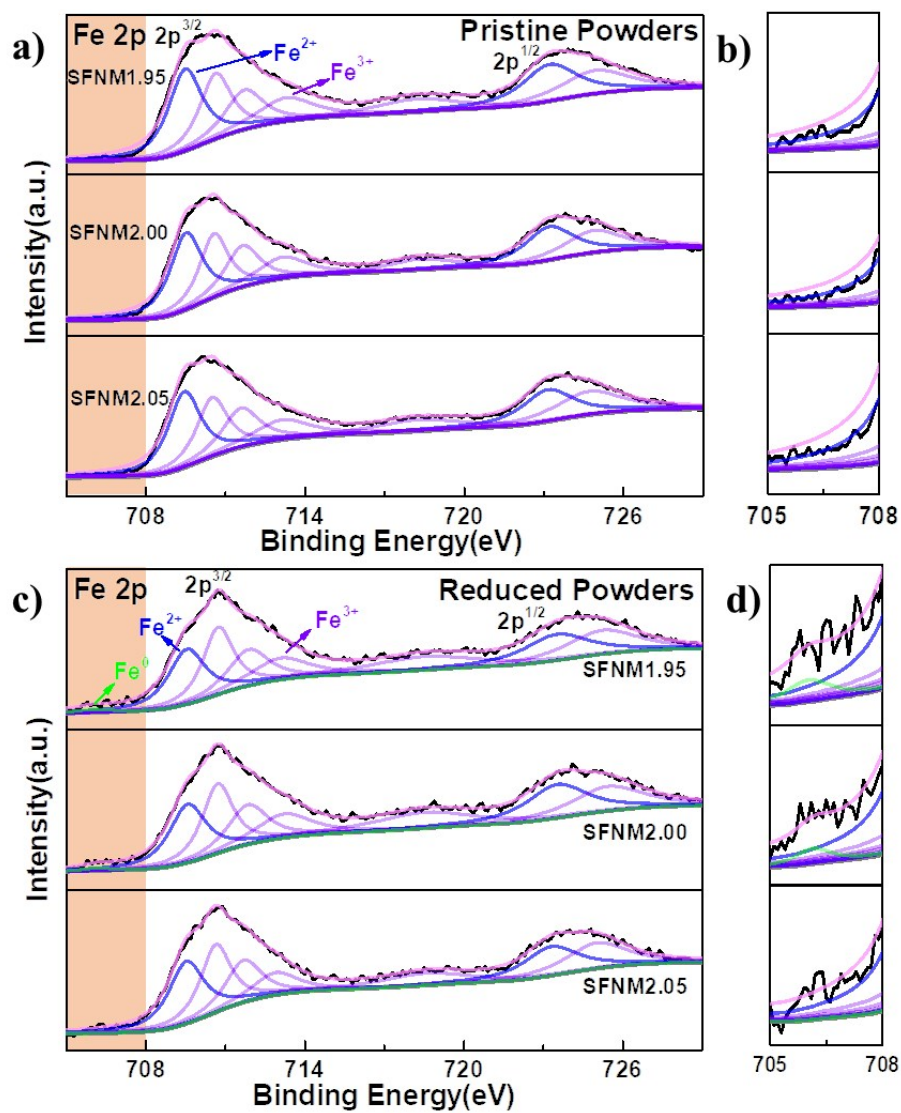 a)
Fe 2p 2p3/2
Pristine Powders
b)
Fe2+
SFNM1.95
Fe3+
2p1/2
SFNM2.00
SFNM2.05
Intensity(a.u.)
708 714 720 726
Binding Energy(eV)
705 708
c)
Fe 2p 2p3/2
Reduced Powders
d)
Fe2+
Fe3+
2p1/2
Fe0
SFNM1.95
SFNM2.00
SFNM2.05
Intensity(a.u.)
708 714 720 726
Binding Energy(eV)
705 708